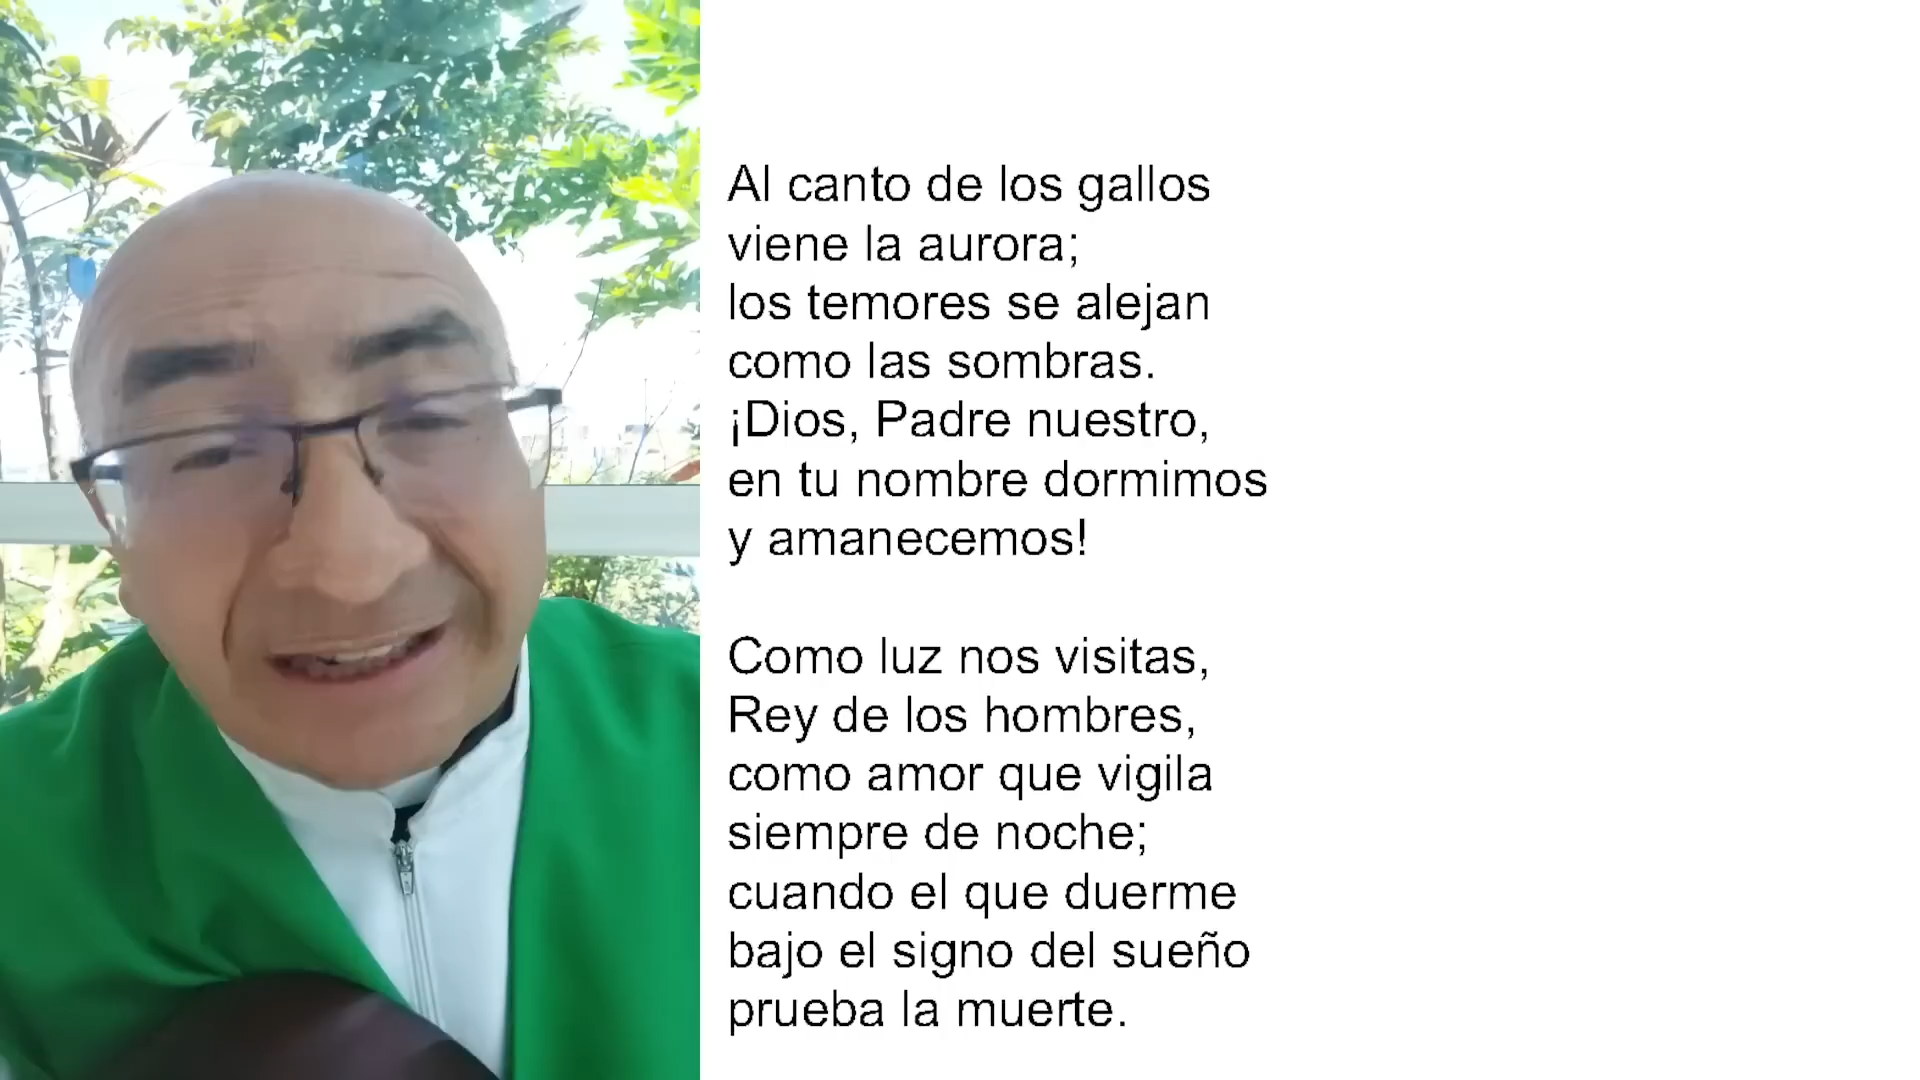 Al canto de los gallos
viene la aurora;
los temores se alejan
como las sombras.
¡Dios, Padre nuestro,
en tu nombre dormimos
y amanecemos!
Como luz nos visitas,
Rey de los hombres,
como amor que vigila
siempre de noche;
cuando el que duerme
bajo el signo del sueño
prueba la muerte.